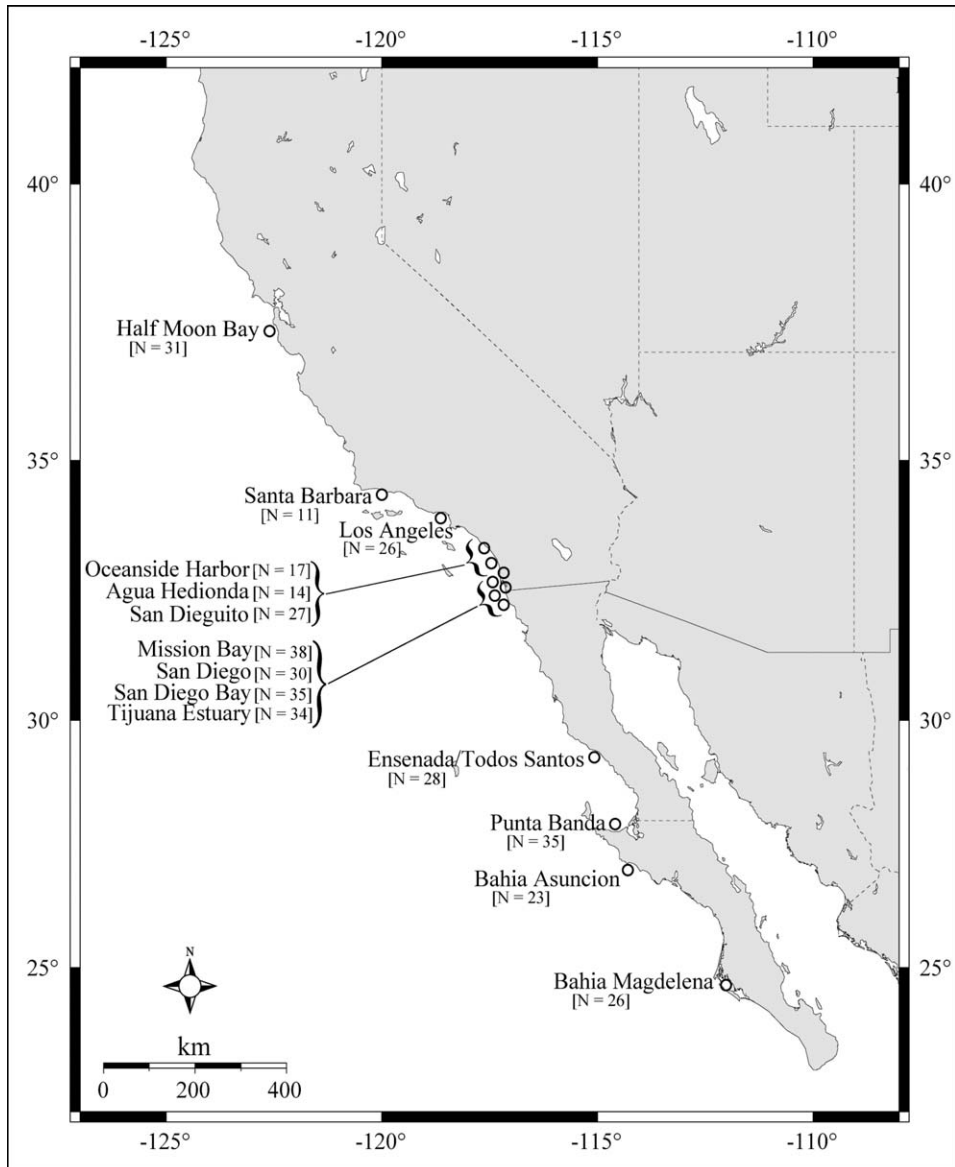 -125° -120° -115° -110°
40° 40°
Half Moon Bay
[N = 31]
35° 35°
Santa Barbara
[N = 11]
Los Angeles
[N = 26]
Oceanside Harbor [N = 17]
Agua Hedionda [N = 14]
San Dieguito [N = 27]
Mission Bay [N = 38]
San Diego [N = 30]
San Diego Bay [N = 35]
Tijuana Estuary [N = 34]
30° 30°
Ensenada/Todos Santos
[N = 28]
Punta Banda
[N = 35]
Bahia Asuncion
[N = 23]
25° 25°
Bahia Magdelena
[N = 26]
N
km
0 200 400
-125° -120° -115° -110°